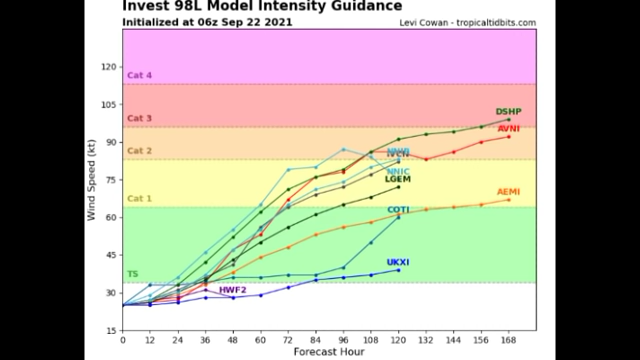 Invest 98L Model Intensity Guidance
Initialized at 06z Sep 22 2021
Levi Cowan - tropicaltidbits.com
Wind Speed (kt)
120
105
90
75
60
45
30
15
Cat 4
Cat 3
Cat 2
Cat 1
TS
DSHP
AVNI
IVCN
NNIC
LGEM
AEMI
COTI
UKXI
HWF2
0 12 24 36 48 60 72 84 96 108 120 132 144 156 168
Forecast Hour